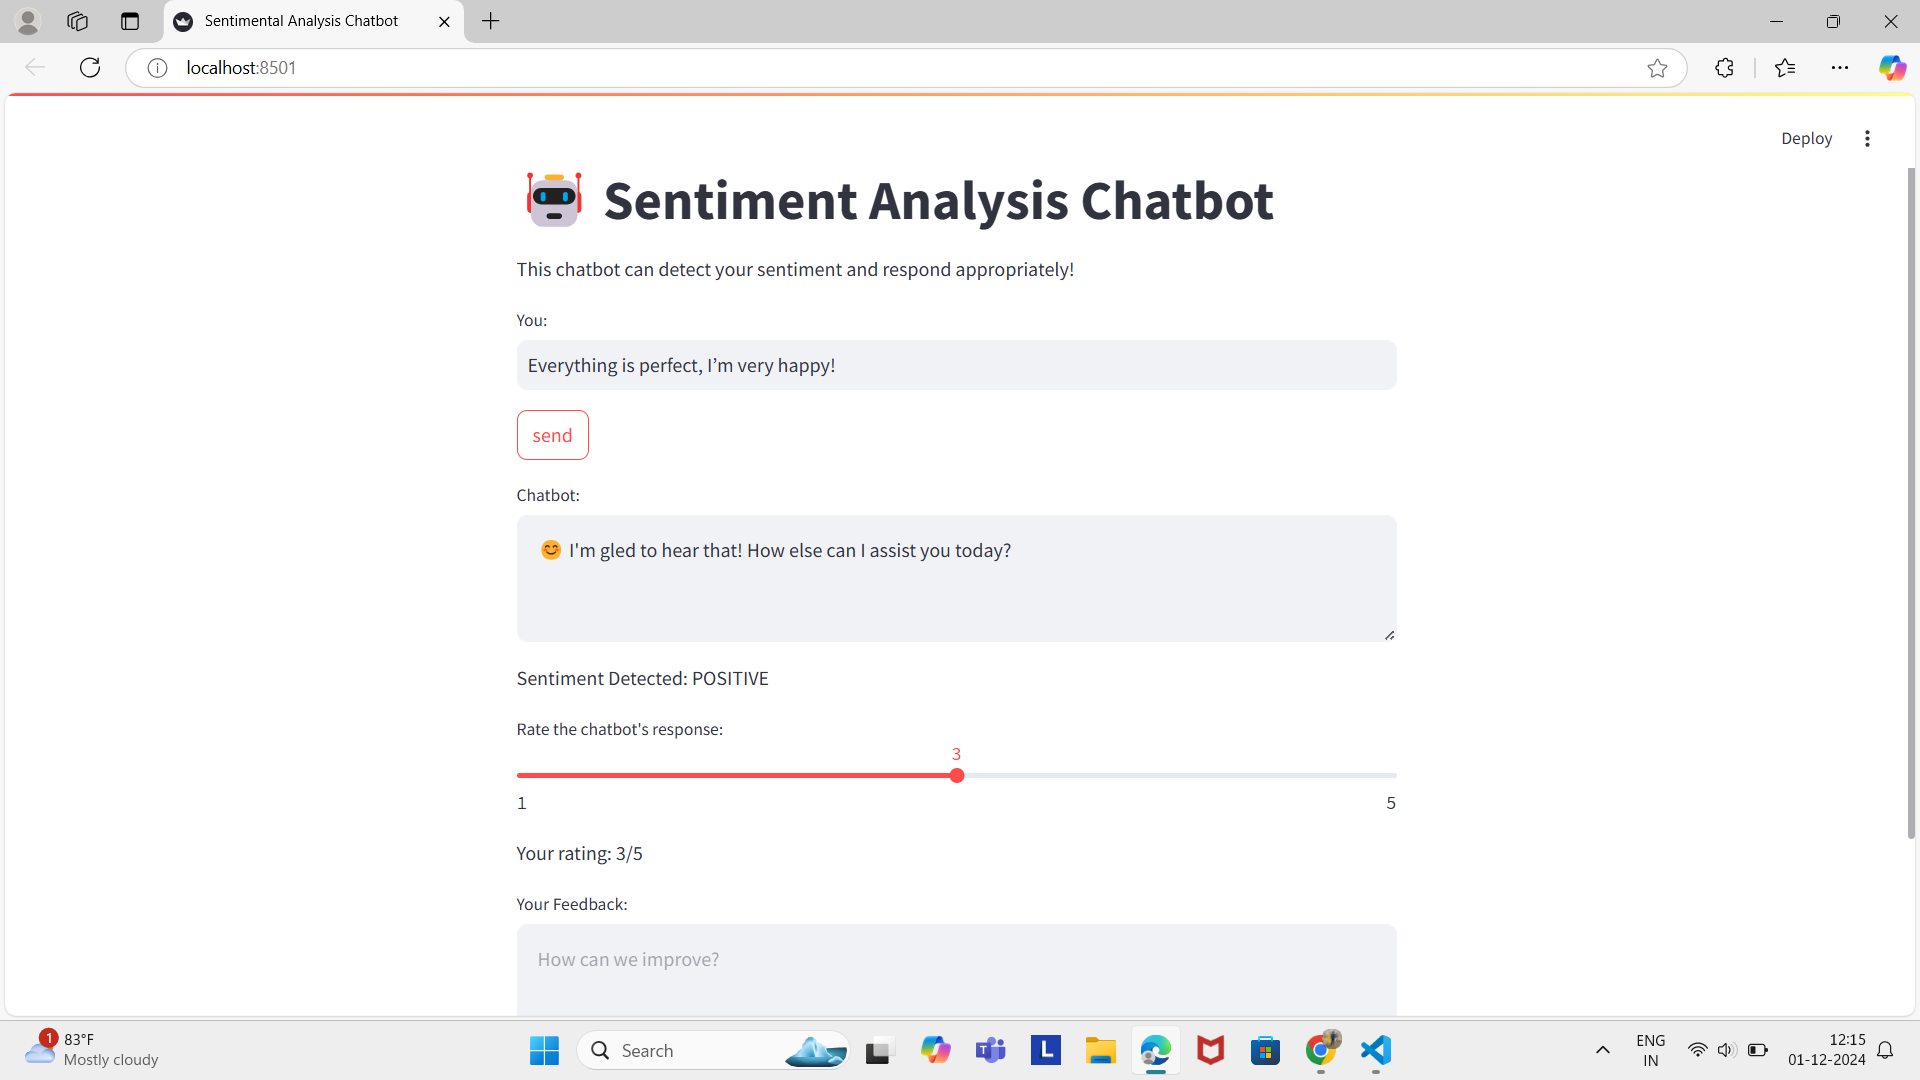 Sentimental Analysis Chatbot
localhost:8501
Deploy
Sentiment Analysis Chatbot
This chatbot can detect your sentiment and respond appropriately!
You:
Everything is perfect, I’m very happy!
send
Chatbot:
😊 I'm gled to hear that! How else can I assist you today?
Sentiment Detected: POSITIVE
Rate the chatbot's response:
3
1 5
Your rating: 3/5
Your Feedback:
How can we improve?
1
83°F
Mostly cloudy
Search
L
ENG
IN
12:15
01-12-2024